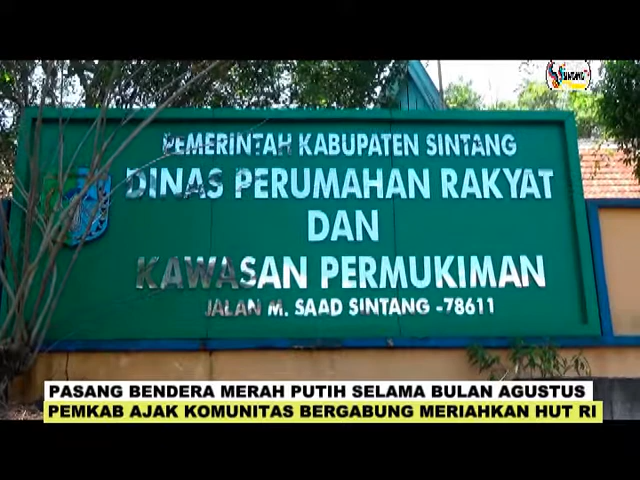 SINTANG
PEMERINTAH KABUPATEN SINTANG
DINAS PERUMAHAN RAKYAT
DAN
KAWASAN PERMUKIMAN
JALAN M. SAAD SINTANG -78611
PASANG BENDERA MERAH PUTIH SELAMA BULAN AGUSTUS
PEMKAB AJAK KOMUNITAS BERGABUNG MERIAHKAN HUT RI